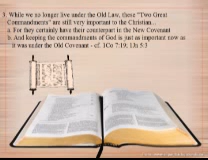 3. While we no longer live under the Old Law, these "Two Great
Commandments" are still very important to the Christian...
a. For they certainly have their counterpart in the New Covenant
b. And keeping the commandments of God is just as important now as
it was under the Old Covenant - cf. 1Co 7:19; 1Jn 5:3